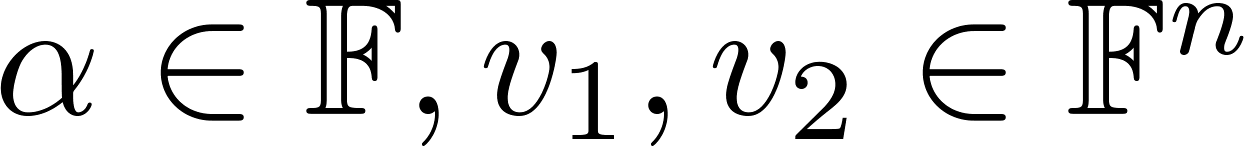 α ∈ 𝔽, v₁, v₂ ∈ 𝔽ⁿ